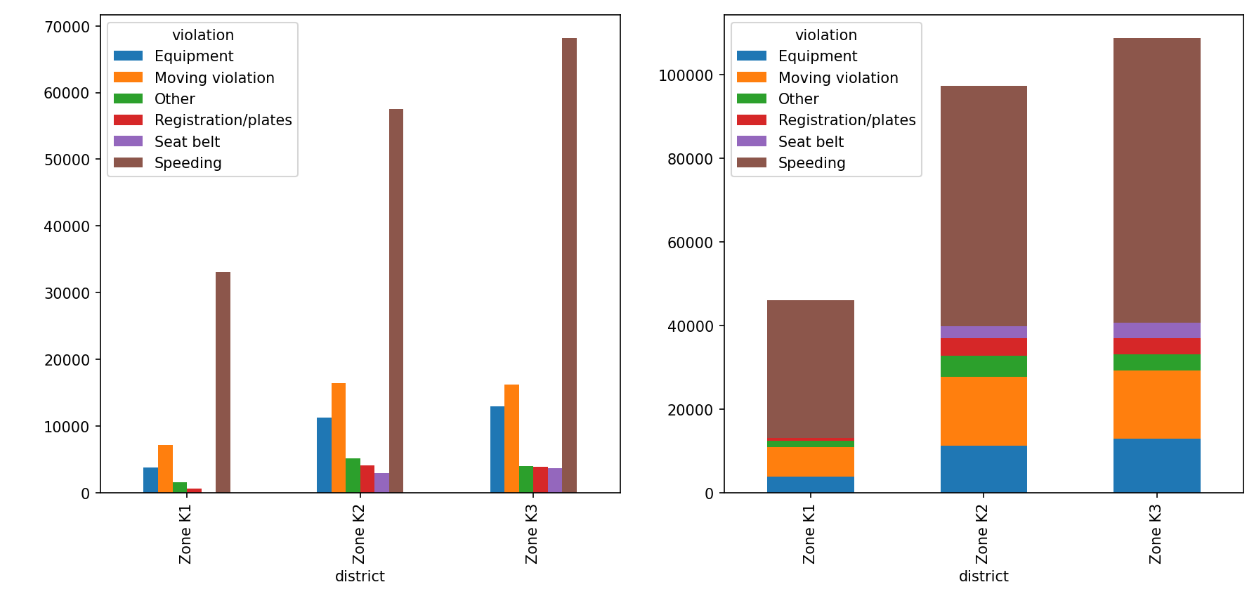 70000
60000
50000
40000
30000
20000
10000
0
violation
Equipment
Moving violation
Other
Registration/plates
Seat belt
Speeding
Zone K1
Zone K2
Zone K3
district
100000
80000
60000
40000
20000
0
violation
Equipment
Moving violation
Other
Registration/plates
Seat belt
Speeding
Zone K1
Zone K2
Zone K3
district